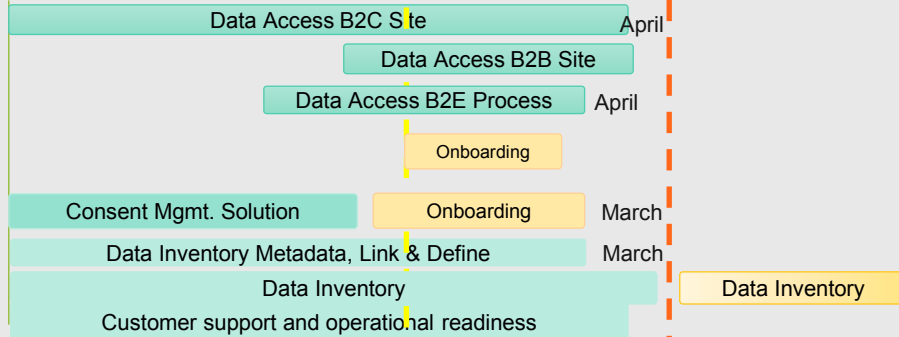 Data Access B2C Site
April
Data Access B2B Site
Data Access B2E Process
April
Onboarding
Consent Mgmt. Solution
Onboarding
March
Data Inventory Metadata, Link & Define
March
Data Inventory
Data Inventory
Customer support and operational readiness